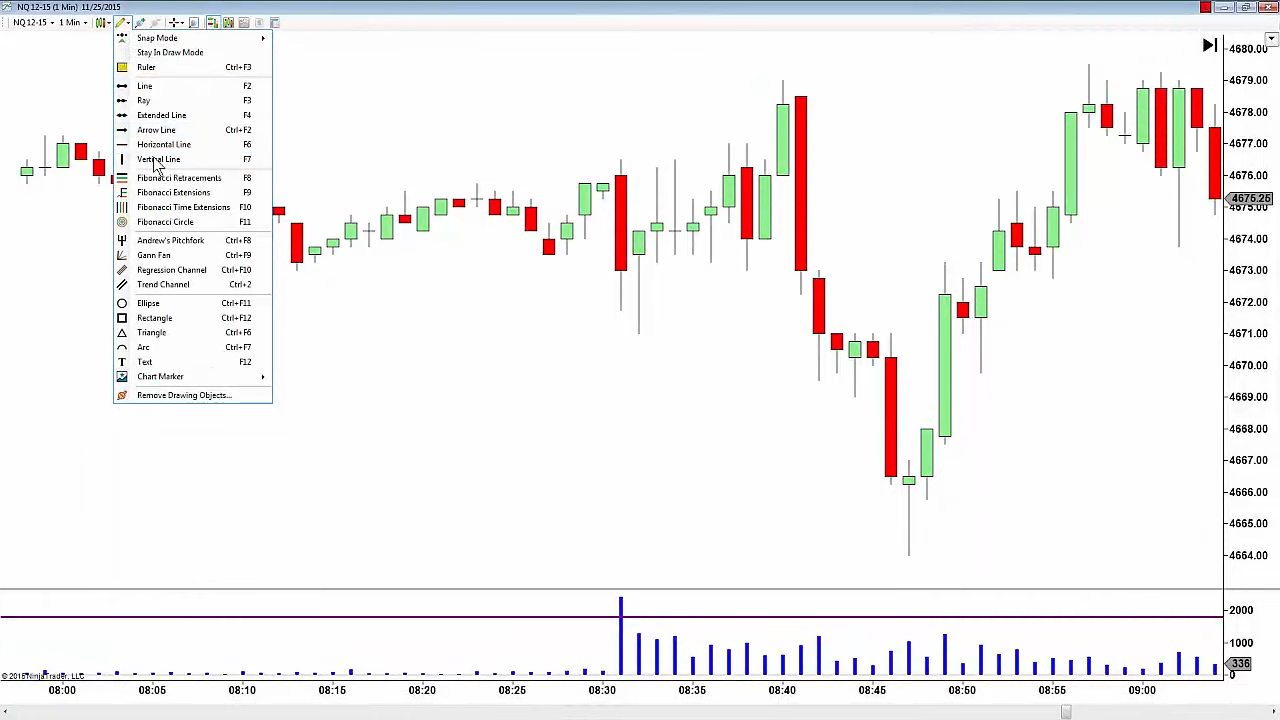 NQ 12-15 (1 Min) 11/25/2015
NQ 12-15 1 Min
Snap Mode
Stay In Draw Mode
Ruler Ctrl+F3
Line F2
Ray F3
Extended Line F4
Arrow Line Ctrl+F2
Horizontal Line F6
Vertical Line F7
Fibonacci Retracements F8
Fibonacci Extensions F9
Fibonacci Time Extensions F10
Fibonacci Circle F11
Andrew's Pitchfork Ctrl+F8
Gann Fan Ctrl+F9
Regression Channel Ctrl+F10
Trend Channel Ctrl+2
Ellipse Ctrl+F11
Rectangle Ctrl+F12
Triangle Ctrl+F6
Arc Ctrl+F7
Text F12
Chart Marker
Remove Drawing Objects...
4680.00
4679.00
4678.00
4677.00
4676.00
4675.25
4675.00
4674.00
4673.00
4672.00
4671.00
4670.00
4669.00
4668.00
4667.00
4666.00
4665.00
4664.00
2000
1000
336
0
© 2015 NinjaTrader, LLC
08:00 08:05 08:10 08:15 08:20 08:25 08:30 08:35 08:40 08:45 08:50 08:55 09:00